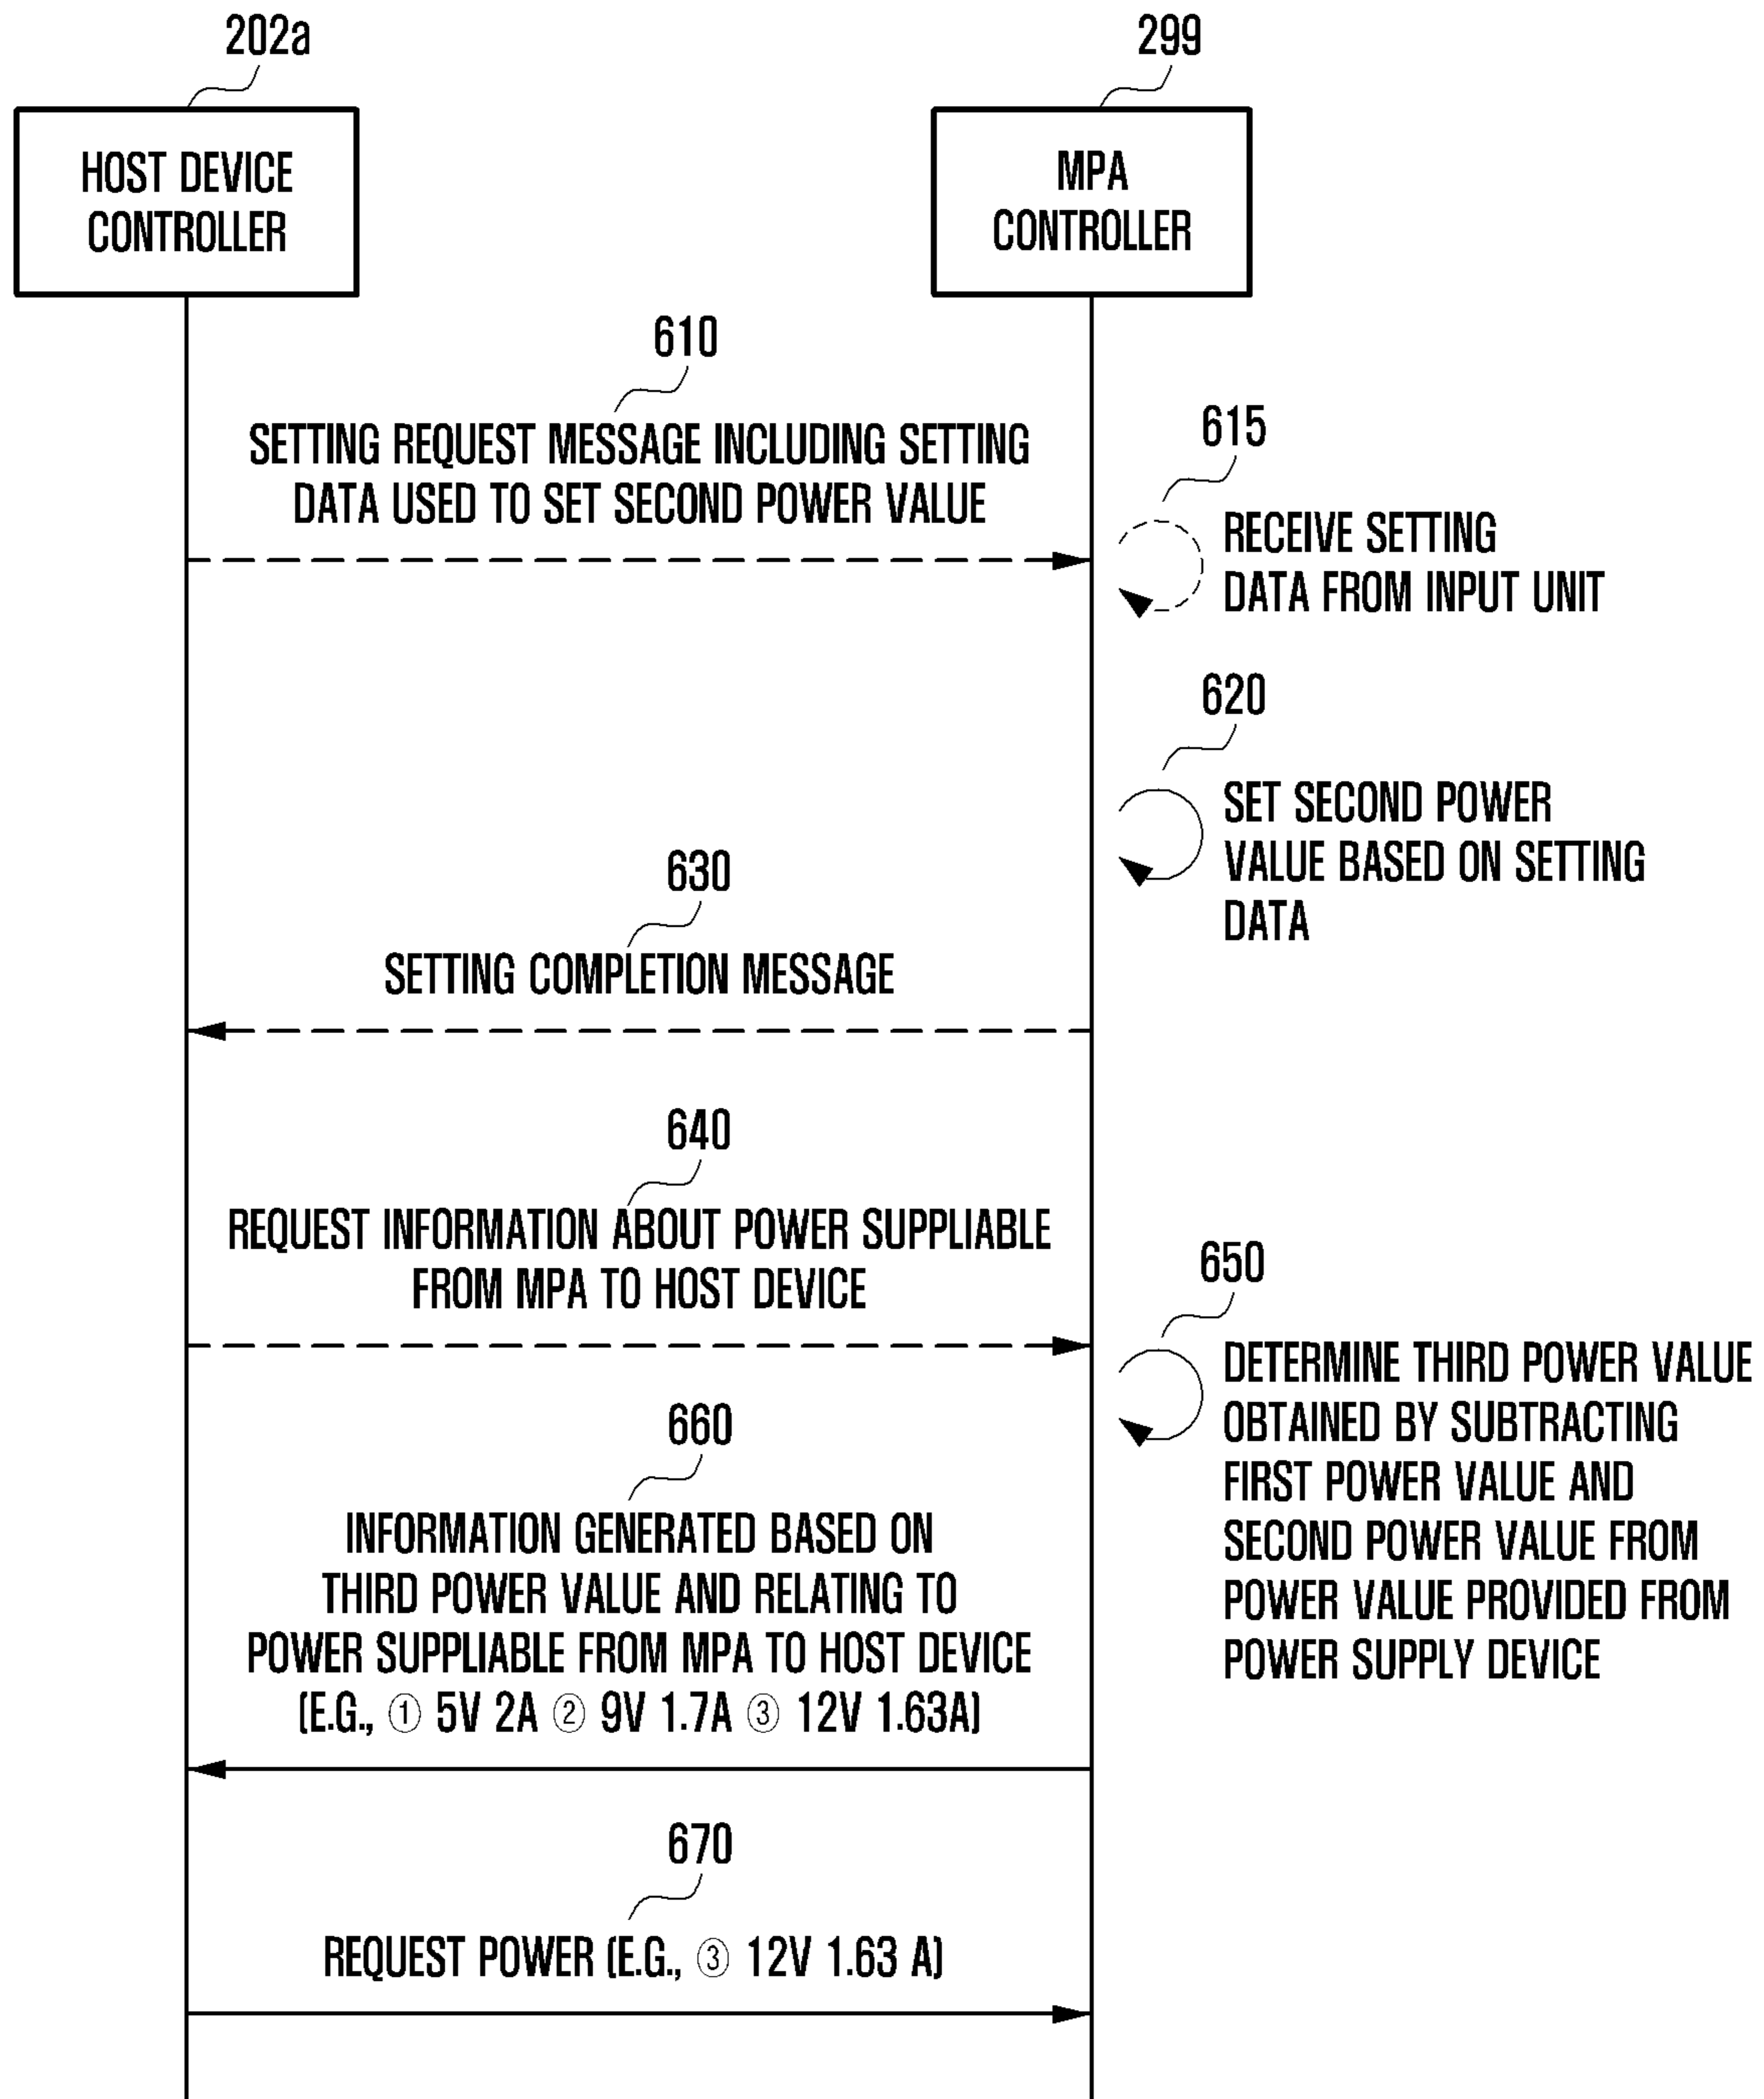 202a
299
HOST DEVICE
CONTROLLER
MPA
CONTROLLER
610
SETTING REQUEST MESSAGE INCLUDING SETTING
DATA USED TO SET SECOND POWER VALUE
615
RECEIVE SETTING
DATA FROM INPUT UNIT
620
SET SECOND POWER
VALUE BASED ON SETTING
DATA
630
SETTING COMPLETION MESSAGE
640
REQUEST INFORMATION ABOUT POWER SUPPLIABLE
FROM MPA TO HOST DEVICE
650
DETERMINE THIRD POWER VALUE
OBTAINED BY SUBTRACTING
FIRST POWER VALUE AND
SECOND POWER VALUE FROM
POWER VALUE PROVIDED FROM
POWER SUPPLY DEVICE
660
INFORMATION GENERATED BASED ON
THIRD POWER VALUE AND RELATING TO
POWER SUPPLIABLE FROM MPA TO HOST DEVICE
(E.G., ① 5V 2A ② 9V 1.7A ③ 12V 1.63A)
670
REQUEST POWER (E.G., ③ 12V 1.63 A)